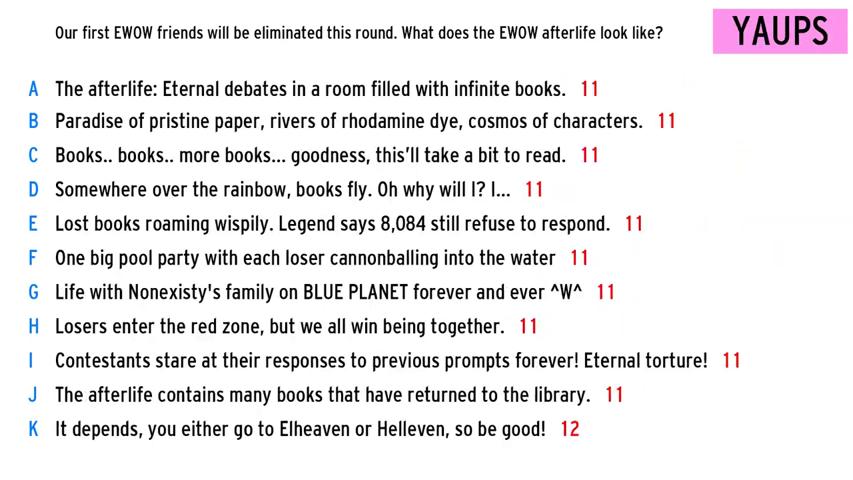 Our first EWOW friends will be eliminated this round. What does the EWOW afterlife look like?
YAUPS
A The afterlife: Eternal debates in a room filled with infinite books. 11
B Paradise of pristine paper, rivers of rhodamine dye, cosmos of characters. 11
C Books.. books.. more books... goodness, this'll take a bit to read. 11
D Somewhere over the rainbow, books fly. Oh why will I? I... 11
E Lost books roaming wispily. Legend says 8,084 still refuse to respond. 11
F One big pool party with each loser cannonballing into the water 11
G Life with Nonexisty's family on BLUE PLANET forever and ever ^W^ 11
H Losers enter the red zone, but we all win being together. 11
I Contestants stare at their responses to previous prompts forever! Eternal torture! 11
J The afterlife contains many books that have returned to the library. 11
K It depends, you either go to Elheaven or Helleven, so be good! 12